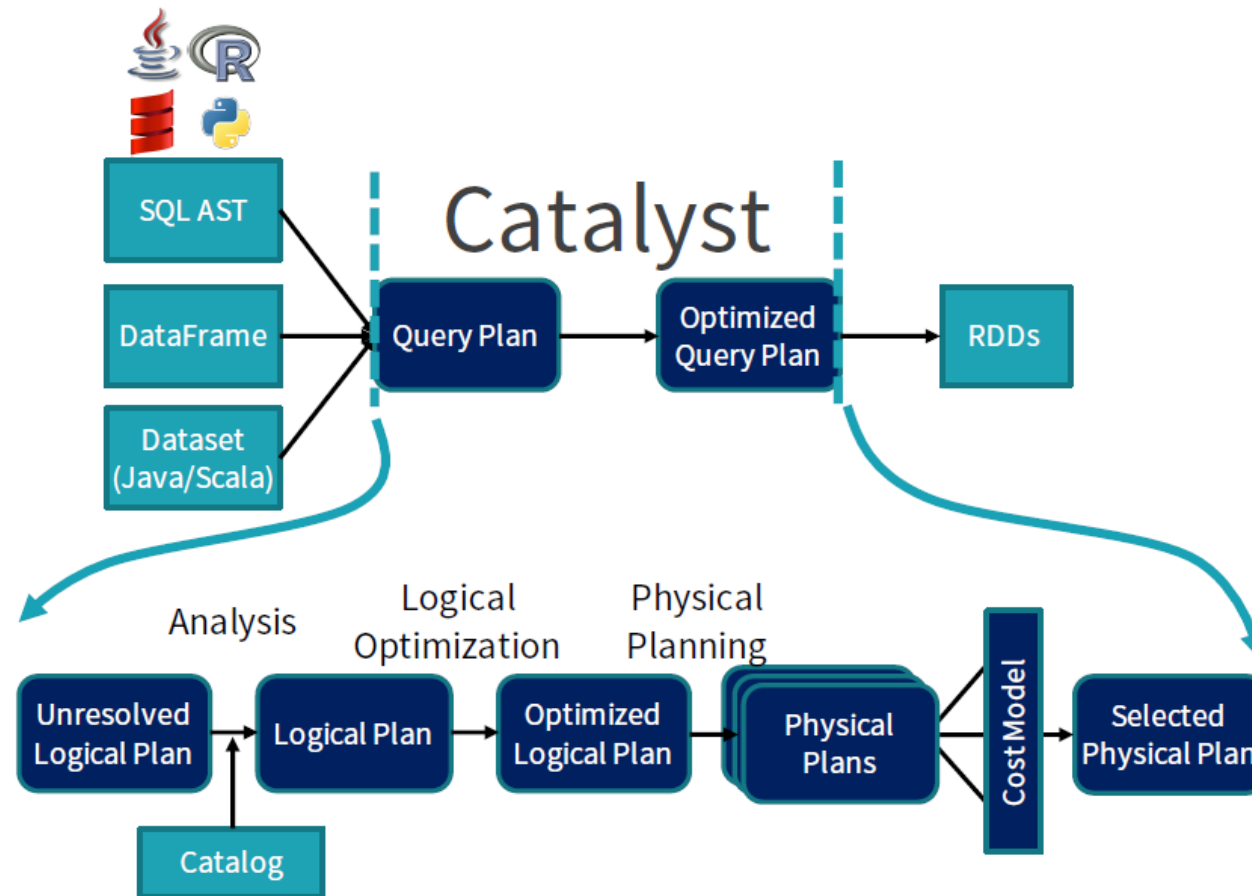 R
SQL AST
DataFrame
Dataset
(Java/Scala)
Catalyst
Query Plan
Optimized
Query Plan
RDDs
Analysis
Logical
Optimization
Physical
Planning
Unresolved
Logical Plan
Logical Plan
Optimized
Logical Plan
Physical
Plans
Cost Model
Selected
Physical Plan
Catalog